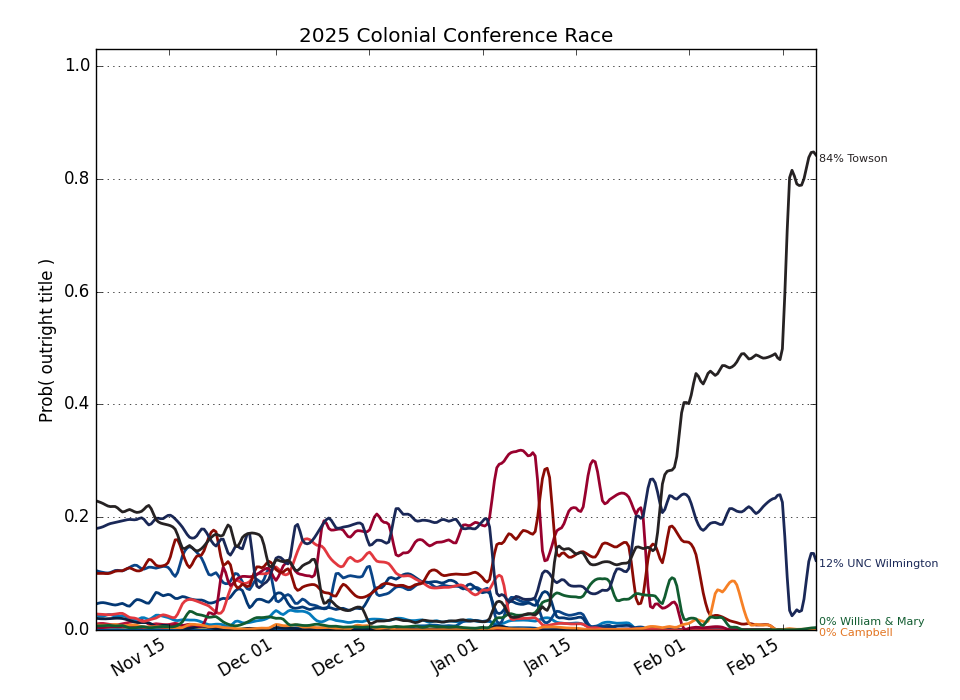 2025 Colonial Conference Race
Prob( outright title )
1.0
0.8
0.6
0.4
0.2
0.0
84% Towson
12% UNC Wilmington
0% William & Mary
0% Campbell
Nov 15
Dec 01
Dec 15
Jan 01
Jan 15
Feb 01
Feb 15